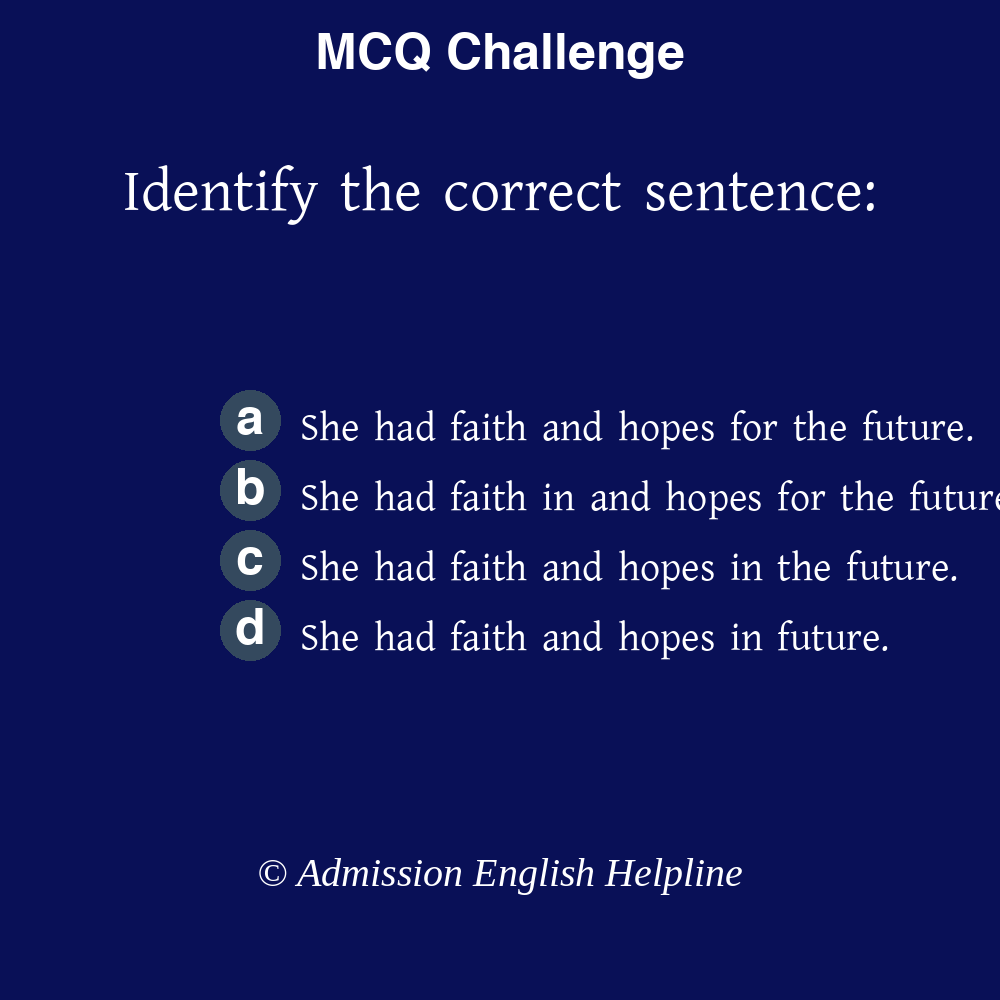 MCQ Challenge
Identify the correct sentence:
a She had faith and hopes for the future.
b She had faith in and hopes for the future
c She had faith and hopes in the future.
d She had faith and hopes in future.
© Admission English Helpline